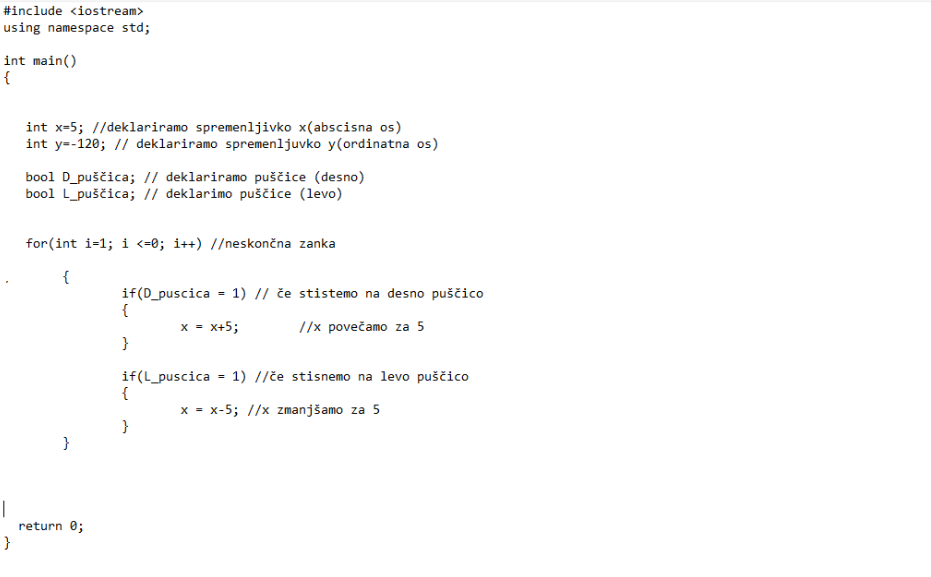 #include <iostream>
using namespace std;
int main()
{
int x=5; //deklariramo spremenljivko x(abscisna os)
int y=-120; // deklariramo spremenljuvko y(ordinatna os)
bool D_puščica; // deklariramo puščice (desno)
bool L_puščica; // deklarimo puščice (levo)
for(int i=1; i <=0; i++) //neskončna zanka
{
if(D_puscica = 1) // če stistemo na desno puščico
{
x = x+5; //x povečamo za 5
}
if(L_puscica = 1) //če stisnemo na levo puščico
{
x = x-5; //x zmanjšamo za 5
}
}
return 0;
}